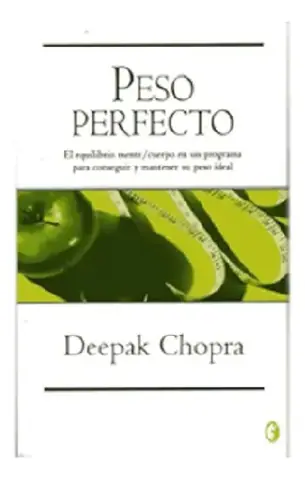 PESO
PERFECTO
El equilibrio mente/cuerpo en un programa
para conseguir y mantener su peso ideal
Deepak Chopra